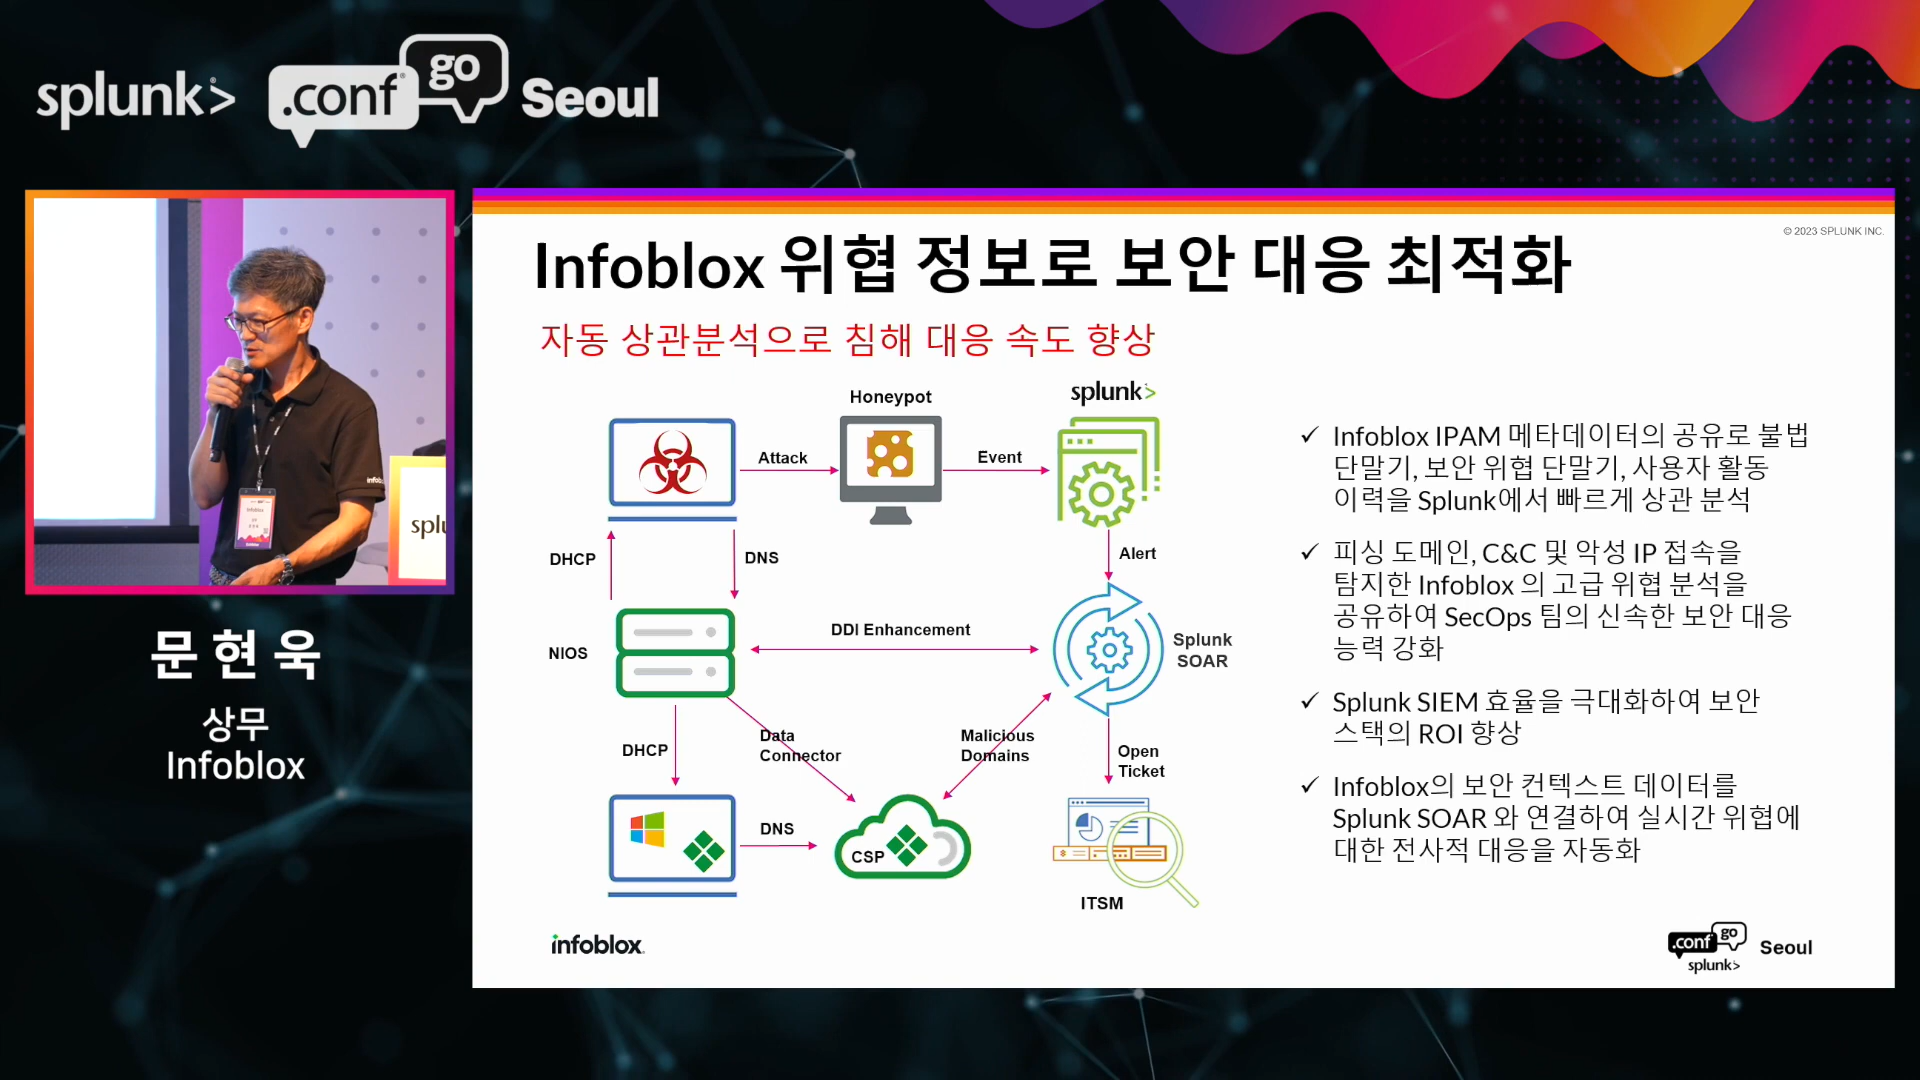 splunk>
.conf go Seoul
문 현 욱
상무
Infoblox
© 2023 SPLUNK INC.
Infoblox 위협 정보로 보안 대응 최적화
자동 상관분석으로 침해 대응 속도 향상
Honeypot
splunk>
Attack
Event
DHCP
DNS
Alert
NIOS
DDI Enhancement
Splunk
SOAR
DHCP
Data
Connector
Malicious
Domains
Open
Ticket
DNS
CSP
ITSM
Infoblox IPAM 메타데이터의 공유로 불법
단말기, 보안 위협 단말기, 사용자 활동
이력을 Splunk에서 빠르게 상관 분석
피싱 도메인, C&C 및 악성 IP 접속을
탐지한 Infoblox 의 고급 위협 분석을
공유하여 SecOps 팀의 신속한 보안 대응
능력 강화
Splunk SIEM 효율을 극대화하여 보안
스택의 ROI 향상
Infoblox의 보안 컨텍스트 데이터를
Splunk SOAR 와 연결하여 실시간 위협에
대한 전사적 대응을 자동화
infoblox
.conf go
splunk>
Seoul